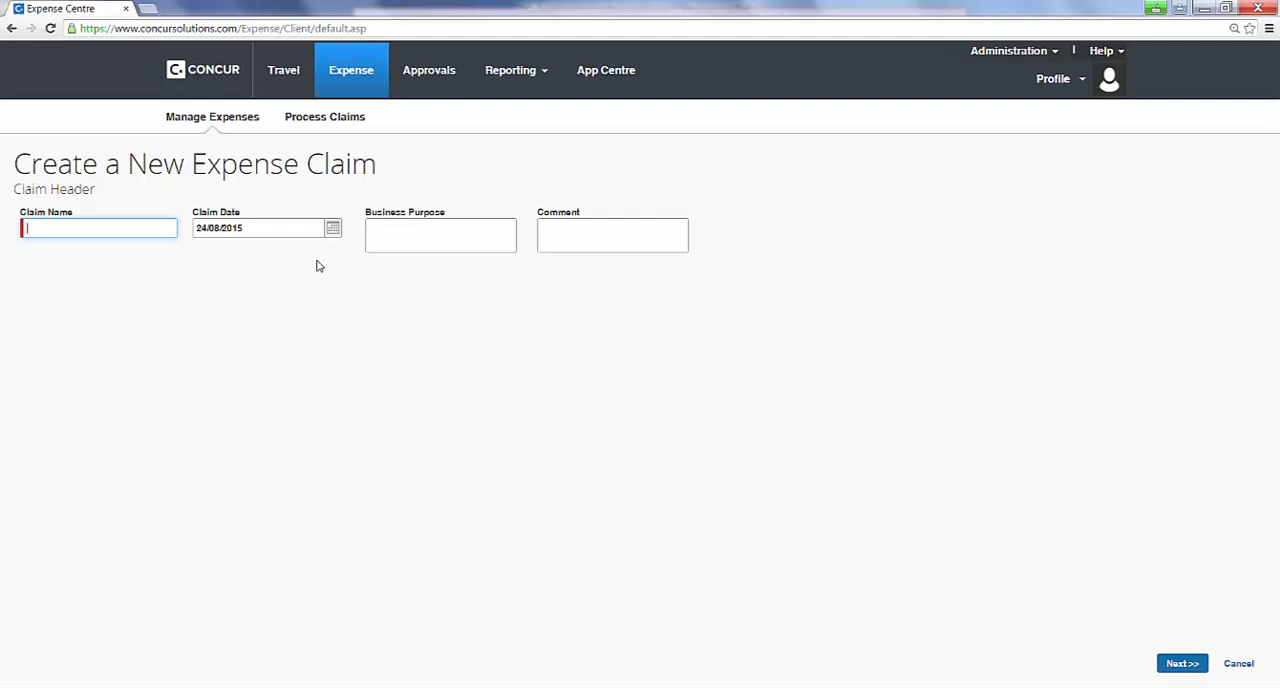 Expense Centre
https://www.concursolutions.com/Expense/Client/default.asp
Administration | Help
CONCUR Travel Expense Approvals Reporting App Centre
Profile
Manage Expenses Process Claims
Create a New Expense Claim
Claim Header
Claim Name Claim Date Business Purpose Comment
24/08/2015
Next >> Cancel